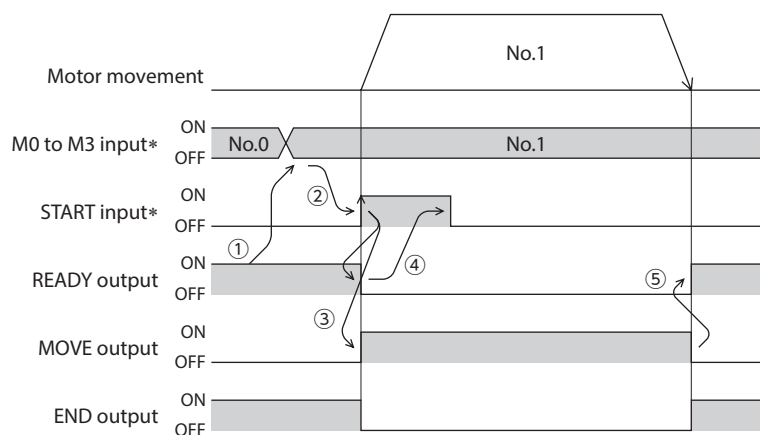 No.1
Motor movement
ON
M0 to M3 input* No.0 No.1
OFF
②
ON
START input*
OFF
①
④
ON
READY output
OFF
⑤
③
ON
MOVE output
OFF
ON
END output
OFF